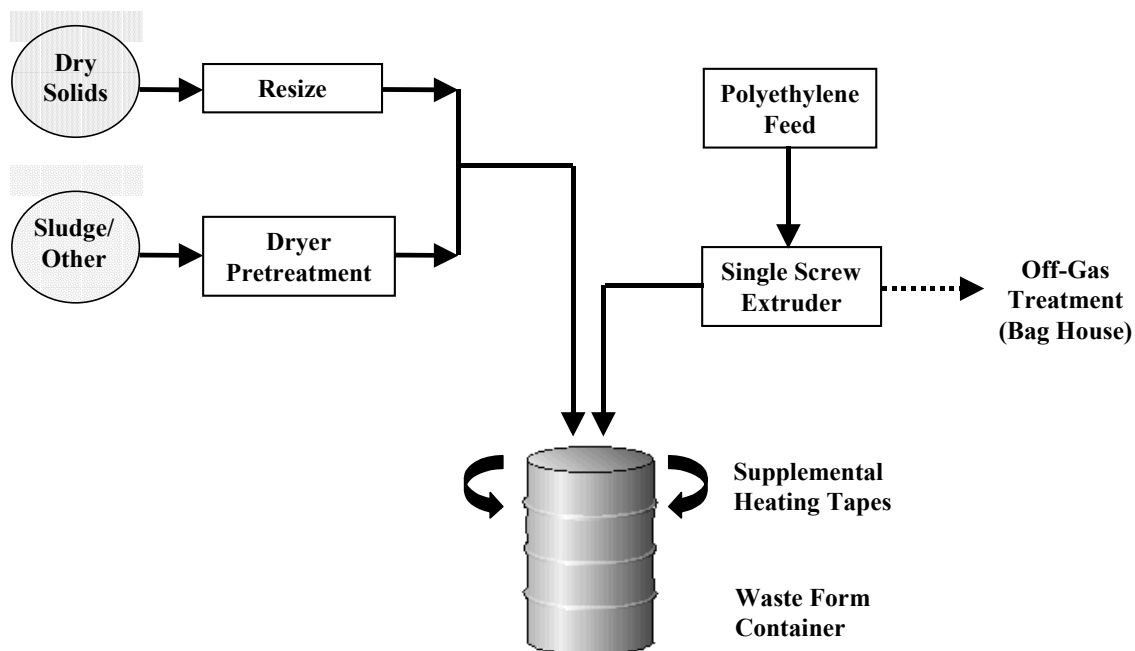 Dry
Solids
Resize
Polyethylene
Feed
Sludge/
Other
Dryer
Pretreatment
Single Screw
Extruder
Off-Gas
Treatment
(Bag House)
Supplemental
Heating Tapes
Waste Form
Container